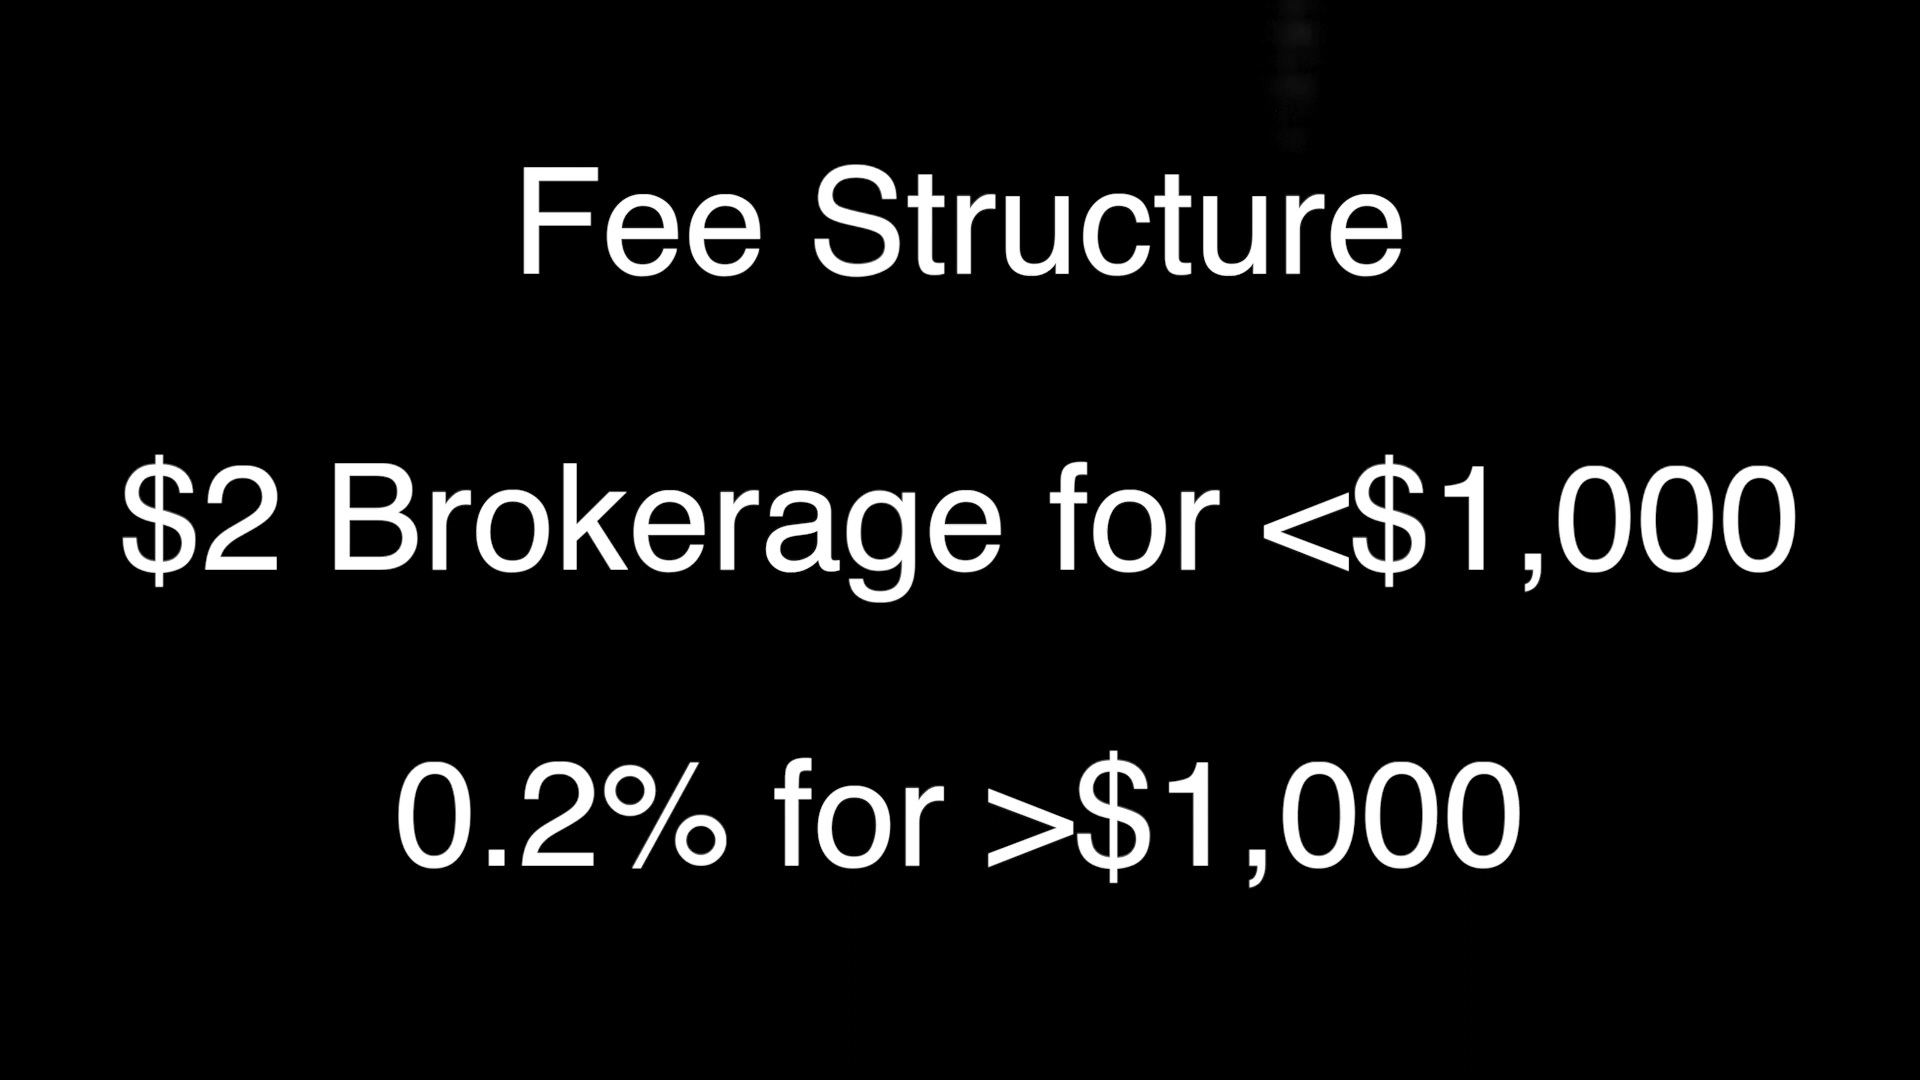 Fee Structure
$2 Brokerage for <$1,000
0.2% for >$1,000